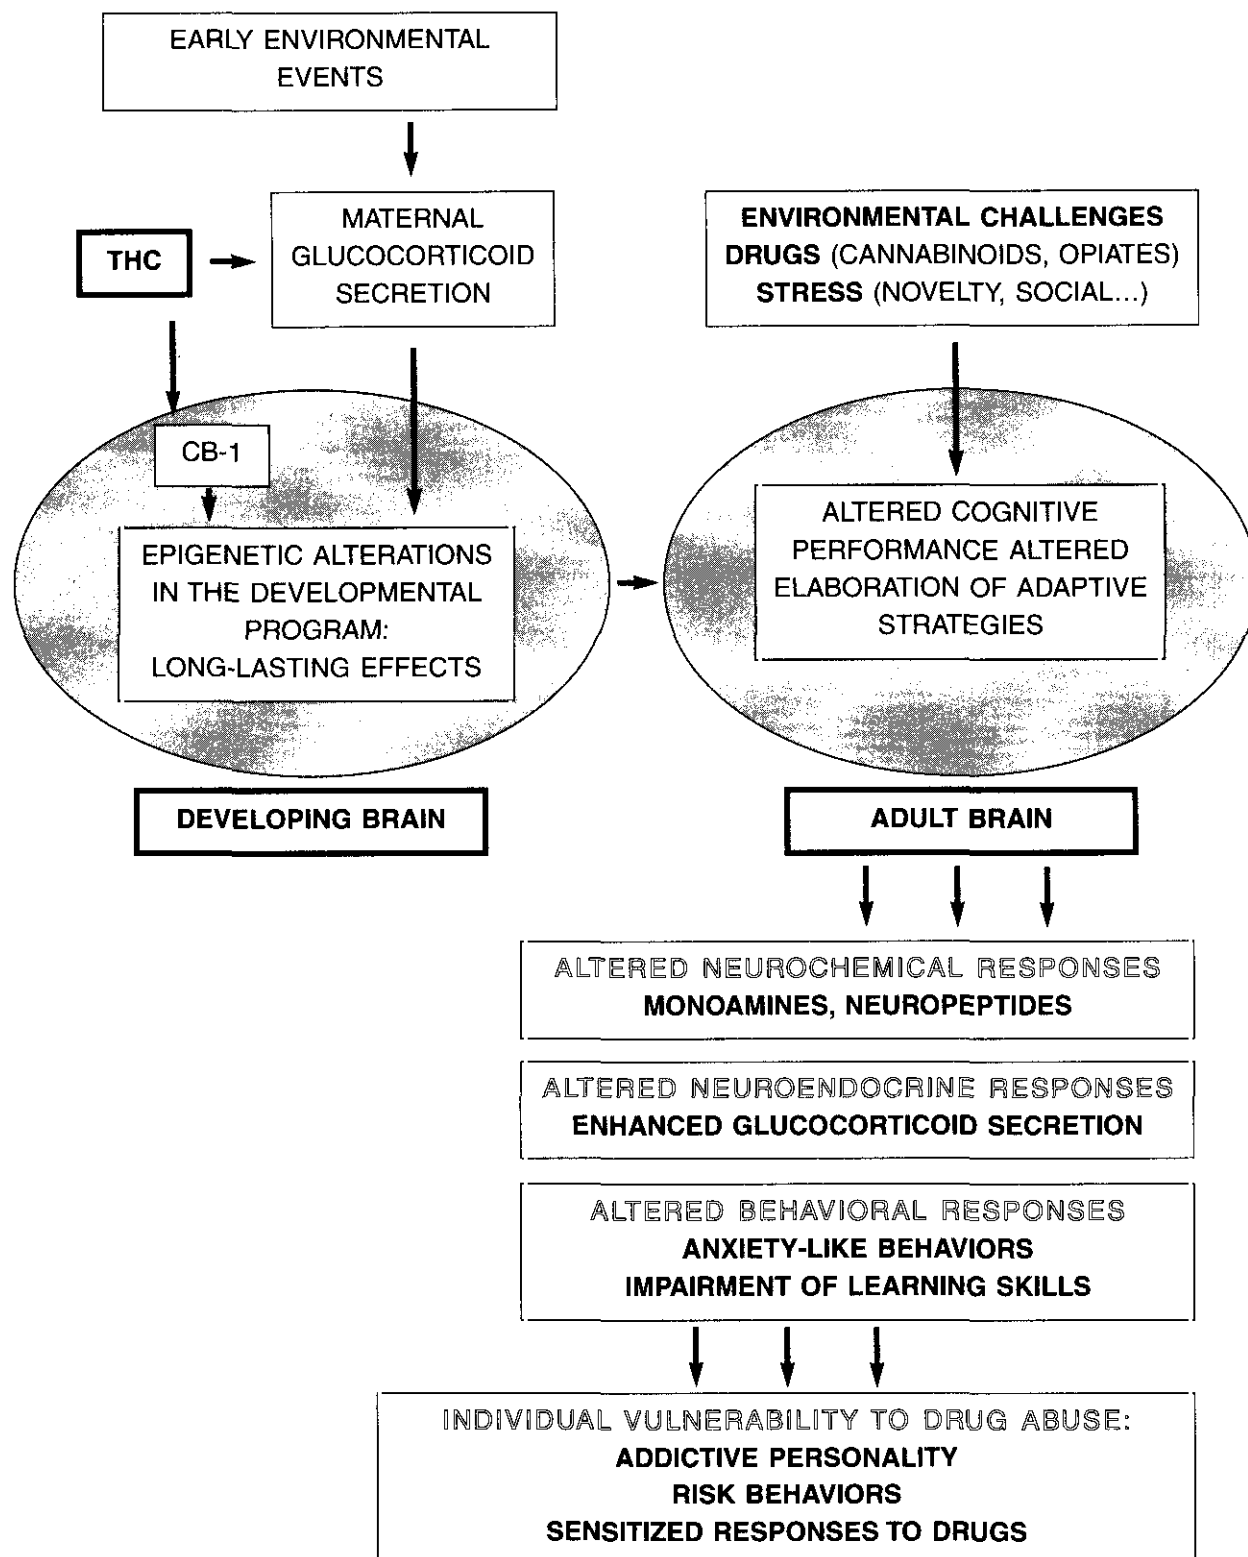 EARLY ENVIRONMENTAL
EVENTS
MATERNAL
GLUCOCORTICOID
SECRETION
THC
ENVIRONMENTAL CHALLENGES
DRUGS (CANNABINOIDS, OPIATES)
STRESS (NOVELTY, SOCIAL...)
CB-1
EPIGENETIC ALTERATIONS
IN THE DEVELOPMENTAL
PROGRAM:
LONG-LASTING EFFECTS
ALTERED COGNITIVE
PERFORMANCE ALTERED
ELABORATION OF ADAPTIVE
STRATEGIES
DEVELOPING BRAIN
ADULT BRAIN
ALTERED NEUROCHEMICAL RESPONSES
MONOAMINES, NEUROPEPTIDES
ALTERED NEUROENDOCRINE RESPONSES
ENHANCED GLUCOCORTICOID SECRETION
ALTERED BEHAVIORAL RESPONSES
ANXIETY-LIKE BEHAVIORS
IMPAIRMENT OF LEARNING SKILLS
INDIVIDUAL VULNERABILITY TO DRUG ABUSE:
ADDICTIVE PERSONALITY
RISK BEHAVIORS
SENSITIZED RESPONSES TO DRUGS